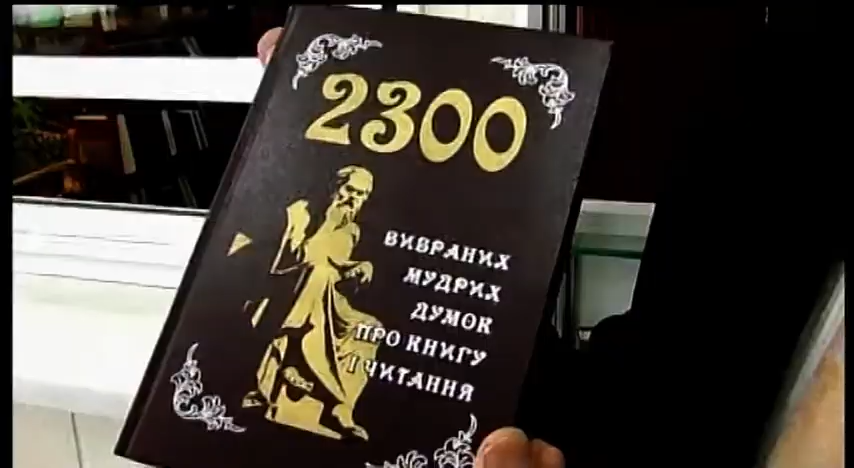 2300
ВИБРАНИХ
МУДРИХ
ДУМОК
ПРО КНИГУ
І ЧИТАННЯ